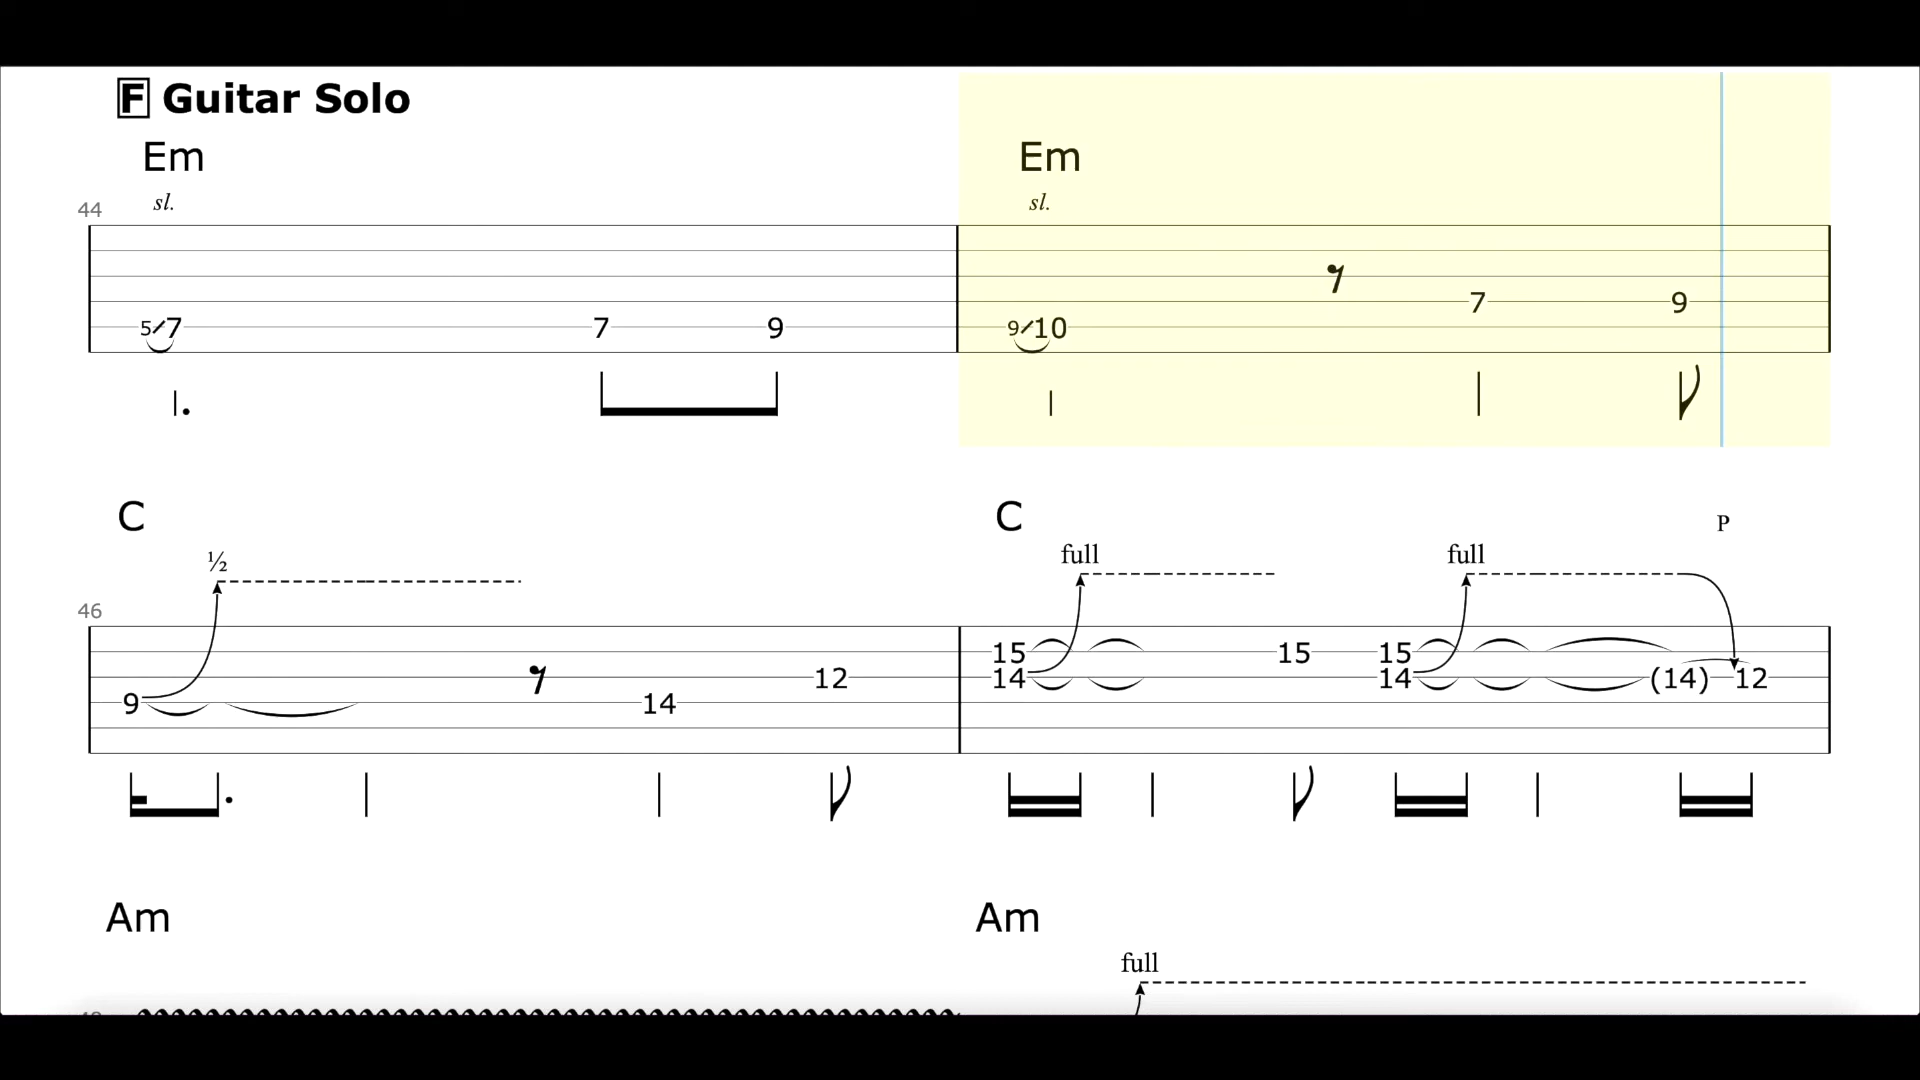 F Guitar Solo
Em Em
sl. sl.
44
7 9
5 7 7 9 9 10
C C
P
½ full full
46
15 15 15
12 14 14 (14) 12
9 14
Am Am
full